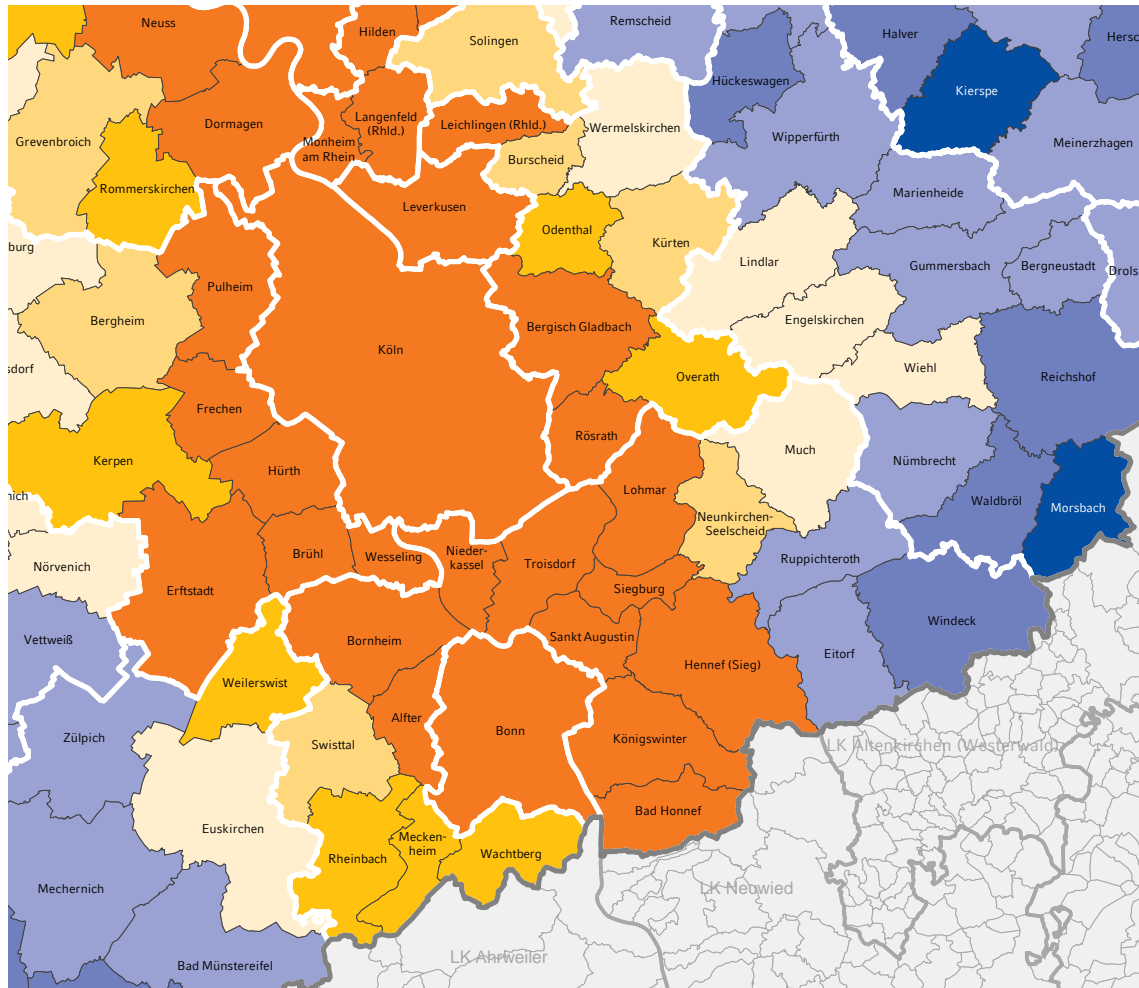 Neuss
Hilden
Remscheid
Halver
Hersc
Solingen
Hückeswagen
Kierspe
Grevenbroich
Dormagen
Langenfeld
(Rhld.)
Leichlingen (Rhld.)
Wermelskirchen
Wipperfürth
Meinerzhagen
Monheim
am Rhein
Burscheid
Rommerskirchen
Leverkusen
Odenthal
Kürten
Marienheide
burg
Pulheim
Lindlar
Gummersbach
Bergneustadt
Drols
Bergheim
Köln
Bergisch Gladbach
Engelskirchen
sdorf
Overath
Wiehl
Reichshof
Frechen
Rösrath
Kerpen
Hürth
Much
Nümbrecht
nich
Lohmar
Waldbröl
Morsbach
Neunkirchen-
Seelscheid
Nörvenich
Brühl
Wesseling
Nieder-
kassel
Troisdorf
Ruppichteroth
Erftstadt
Siegburg
Vettweiß
Bornheim
Sankt Augustin
Windeck
Hennef (Sieg)
Eitorf
Weilerswist
Alfter
Bonn
Königswinter
Zülpich
Swisttal
LK Altenkirchen (Westerwald)
Bad Honnef
Euskirchen
Rheinbach
Mecken-
heim
Wachtberg
Mechernich
LK Neuwied
LK Ahrweiler
Bad Münstereifel